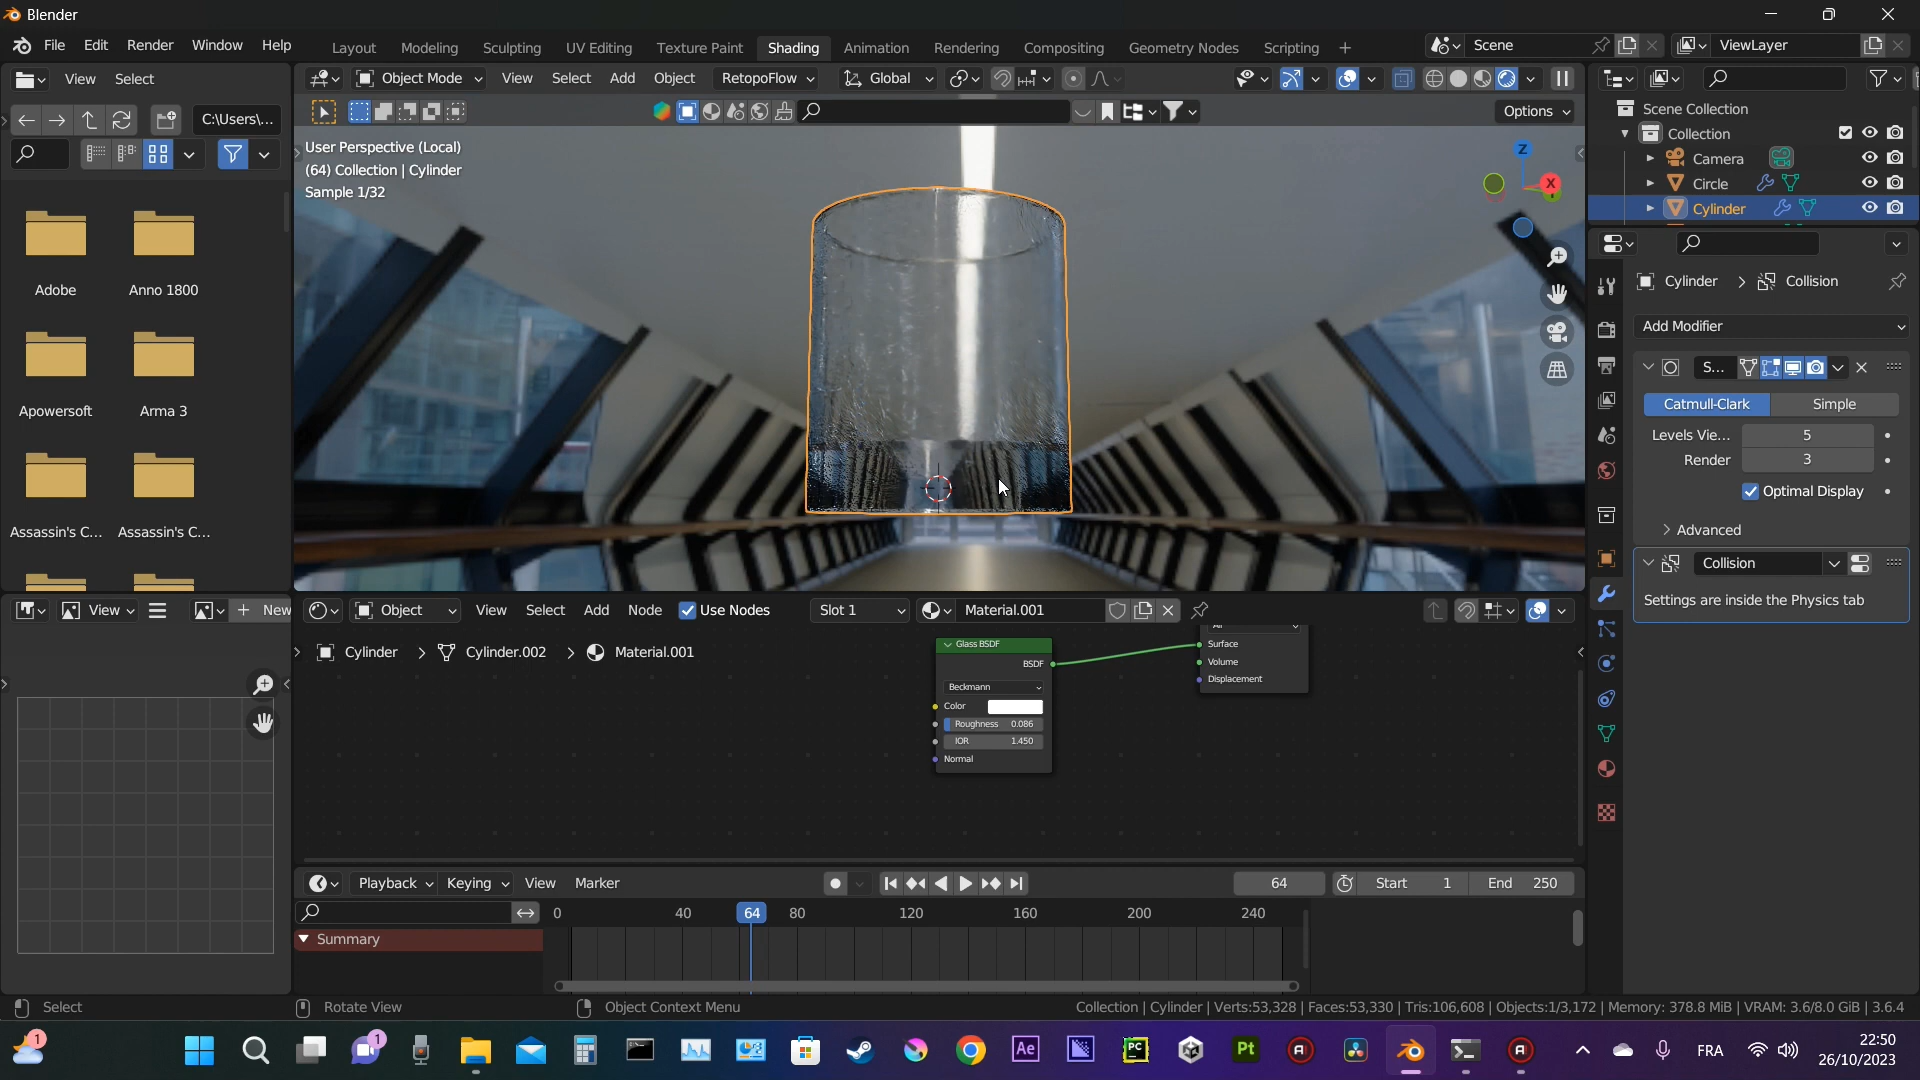 Blender
File Edit Render Window Help
Layout Modeling Sculpting UV Editing Texture Paint Shading Animation Rendering Compositing Geometry Nodes Scripting +
Scene
ViewLayer
View Select
Object Mode View Select Add Object RetopoFlow Global
C:\Users\...
Options
User Perspective (Local)
(64) Collection | Cylinder
Sample 1/32
Z
X
Adobe
Anno 1800
Apowersoft
Arma 3
Assassin's C...
Assassin's C...
Scene Collection
Collection
Camera
Circle
Cylinder
Cylinder > Collision
Add Modifier
S...
Catmull-Clark Simple
Levels Vie... 5
Render 3
Optimal Display
Advanced
Collision
Settings are inside the Physics tab
View + New
Object View Select Add Node Use Nodes Slot 1 Material.001
Cylinder > Cylinder.002 > Material.001
Glass BSDF
BSDF
Beckmann
Color
Roughness 0.086
IOR 1.450
Normal
All
Surface
Volume
Displacement
Playback Keying View Marker
64 Start 1 End 250
0 40 64 80 120 160 200 240
Summary
Select Rotate View Object Context Menu
Collection | Cylinder | Verts:53,328 | Faces:53,330 | Tris:106,608 | Objects:1/3,172 | Memory: 378.8 MiB | VRAM: 3.6/8.0 GiB | 3.6.4
1
1
Ae
PC
Pt
FRA
22:50
26/10/2023